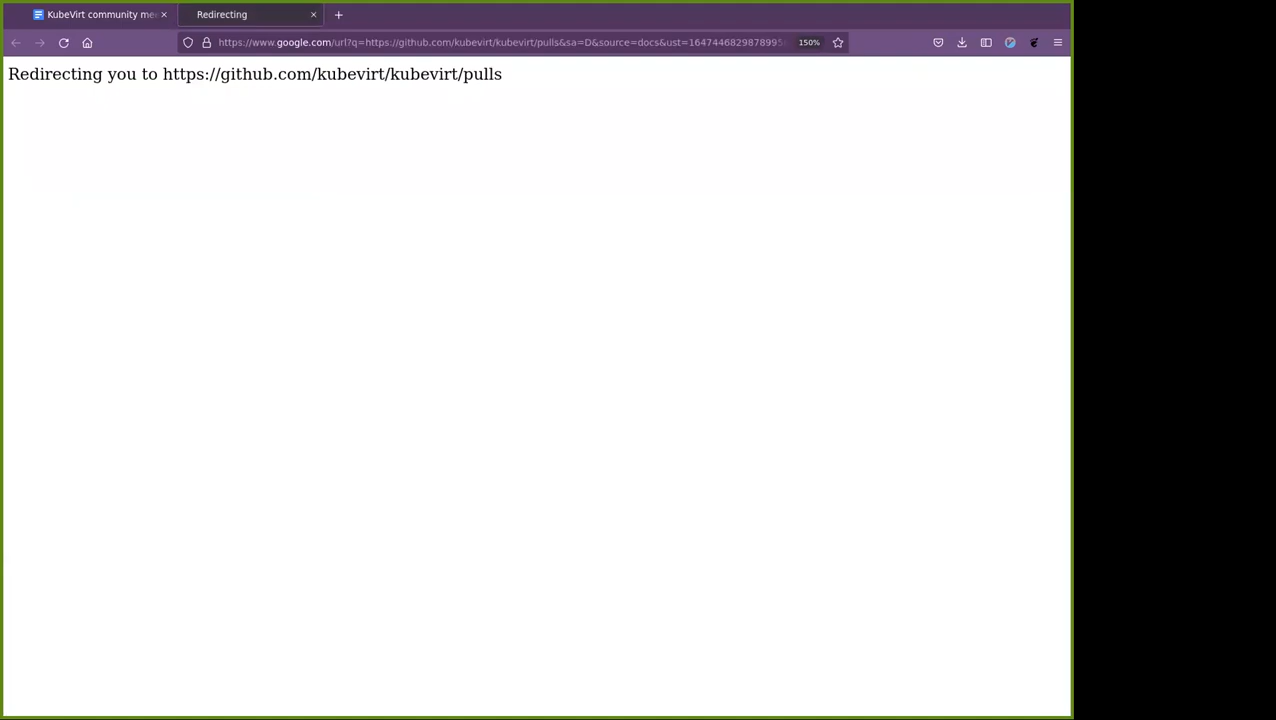 KubeVirt community me
Redirecting
https://www.google.com/url?q=https://github.com/kubevirt/kubevirt/pulls&sa=D&source=docs&ust=1647446829878995
150%
Redirecting you to https://github.com/kubevirt/kubevirt/pulls